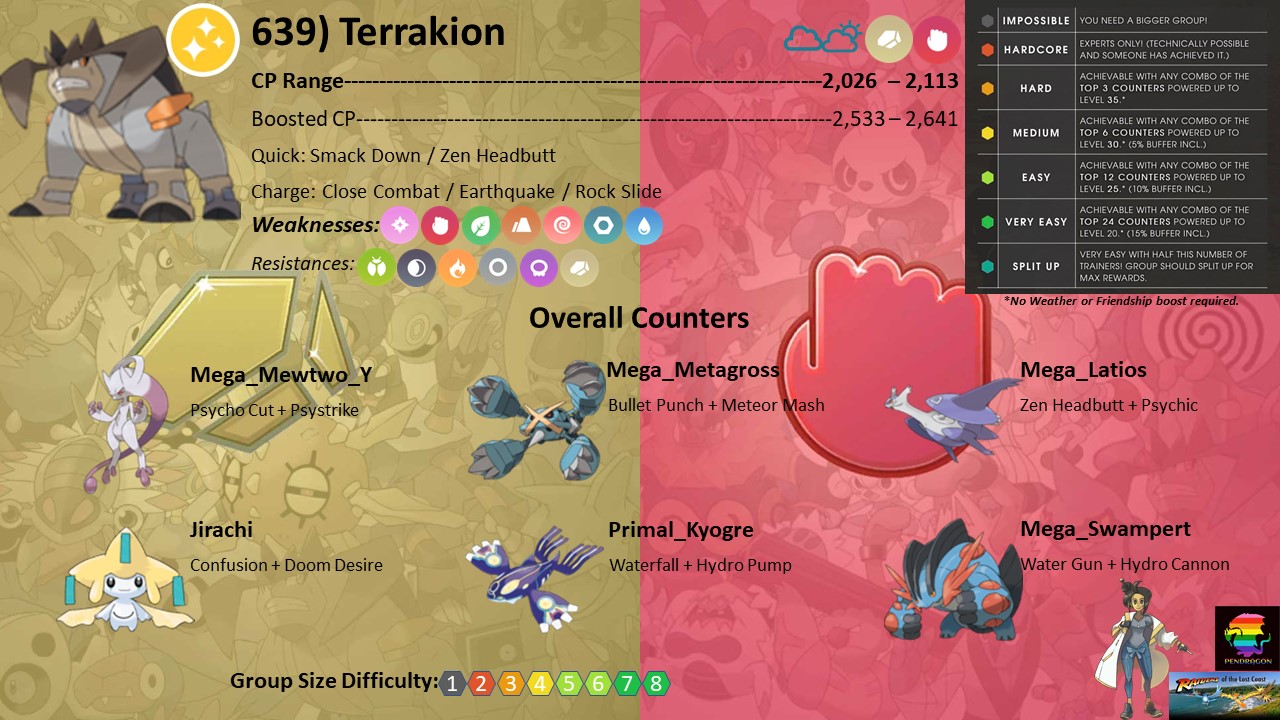 639) Terrakion
CP Range-----2,026 – 2,113
Boosted CP-----2,533 – 2,641
Quick: Smack Down / Zen Headbutt
Charge: Close Combat / Earthquake / Rock Slide
Weaknesses:
Resistances:
IMPOSSIBLE YOU NEED A BIGGER GROUP!
HARDCORE EXPERTS ONLY! (TECHNICALLY POSSIBLE
AND SOMEONE HAS ACHIEVED IT.)
HARD ACHIEVABLE WITH ANY COMBO OF THE
TOP 3 COUNTERS POWERED UP TO
LEVEL 35.*
MEDIUM ACHIEVABLE WITH ANY COMBO OF THE
TOP 6 COUNTERS POWERED UP TO
LEVEL 30.* (5% BUFFER INCL.)
EASY ACHIEVABLE WITH ANY COMBO OF THE
TOP 12 COUNTERS POWERED UP TO
LEVEL 25.* (10% BUFFER INCL.)
VERY EASY ACHIEVABLE WITH ANY COMBO OF THE
TOP 24 COUNTERS POWERED UP TO
LEVEL 20.* (15% BUFFER INCL.)
SPLIT UP VERY EASY WITH HALF THIS NUMBER OF
TRAINERS! GROUP SHOULD SPLIT UP FOR
MAX REWARDS.
*No Weather or Friendship boost required.
Overall Counters
Mega_Mewtwo_Y
Psycho Cut + Psystrike
Mega_Metagross
Bullet Punch + Meteor Mash
Mega_Latios
Zen Headbutt + Psychic
Jirachi
Confusion + Doom Desire
Primal_Kyogre
Waterfall + Hydro Pump
Mega_Swampert
Water Gun + Hydro Cannon
Group Size Difficulty: 1 2 3 4 5 6 7 8
PENDRAGON
RAIDERS of the Lost Coast